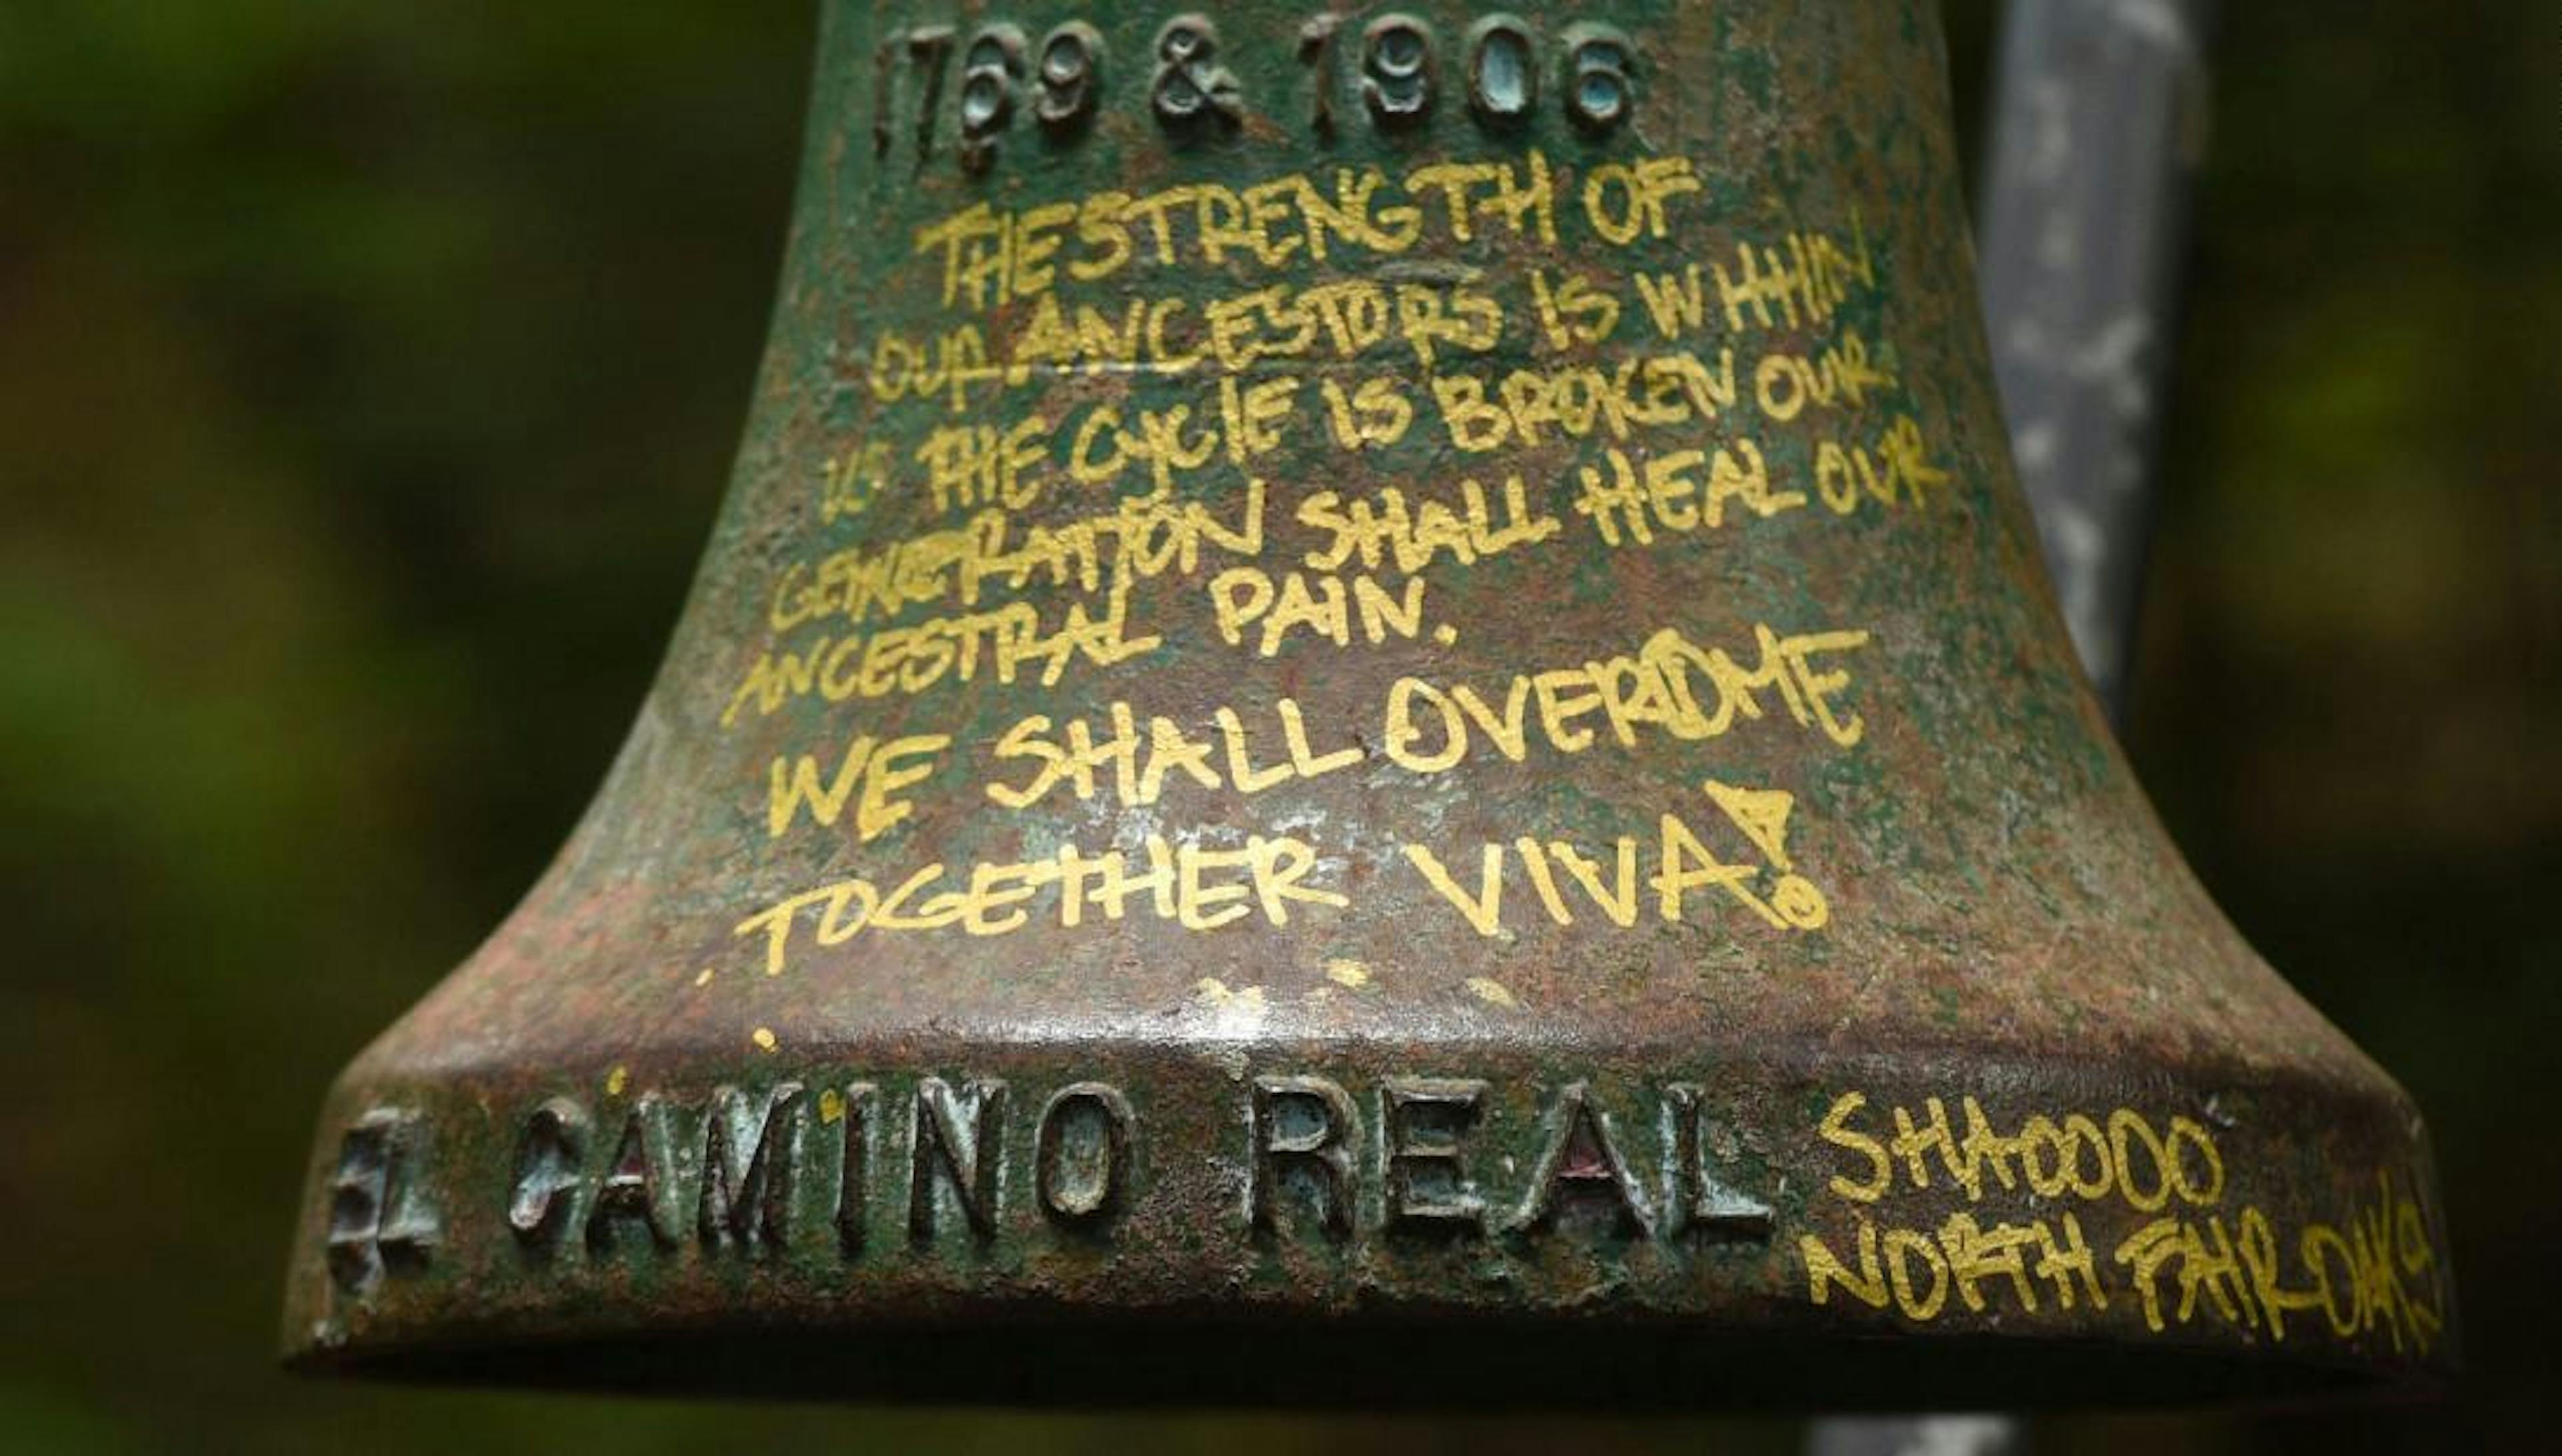 1769 & 1906
THE STRENGTH OF
OUR ANCESTORS IS WITHIN
US THE CYCLE IS BROKEN OUR
GENERATION SHALL HEAL OUR
ANCESTRAL PAIN.
WE SHALL OVERCOME
TOGETHER VIVA!
EL CAMINO REAL
SHAOOOO
NORTH FAIR OAKS